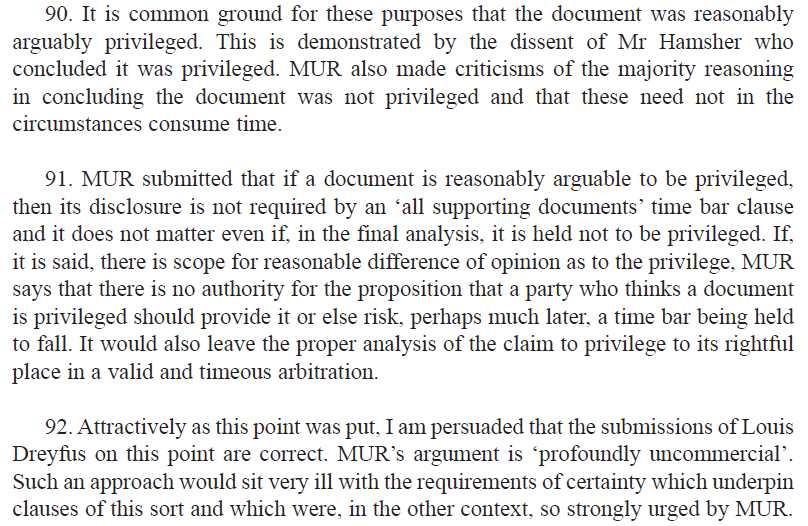 90. It is common ground for these purposes that the document was reasonably
arguably privileged. This is demonstrated by the dissent of Mr Hamsher who
concluded it was privileged. MUR also made criticisms of the majority reasoning
in concluding the document was not privileged and that these need not in the
circumstances consume time.
91. MUR submitted that if a document is reasonably arguable to be privileged,
then its disclosure is not required by an ‘all supporting documents’ time bar clause
and it does not matter even if, in the final analysis, it is held not to be privileged. If,
it is said, there is scope for reasonable difference of opinion as to the privilege, MUR
says that there is no authority for the proposition that a party who thinks a document
is privileged should provide it or else risk, perhaps much later, a time bar being held
to fall. It would also leave the proper analysis of the claim to privilege to its rightful
place in a valid and timeous arbitration.
92. Attractively as this point was put, I am persuaded that the submissions of Louis
Dreyfus on this point are correct. MUR’s argument is ‘profoundly uncommercial’.
Such an approach would sit very ill with the requirements of certainty which underpin
clauses of this sort and which were, in the other context, so strongly urged by MUR.